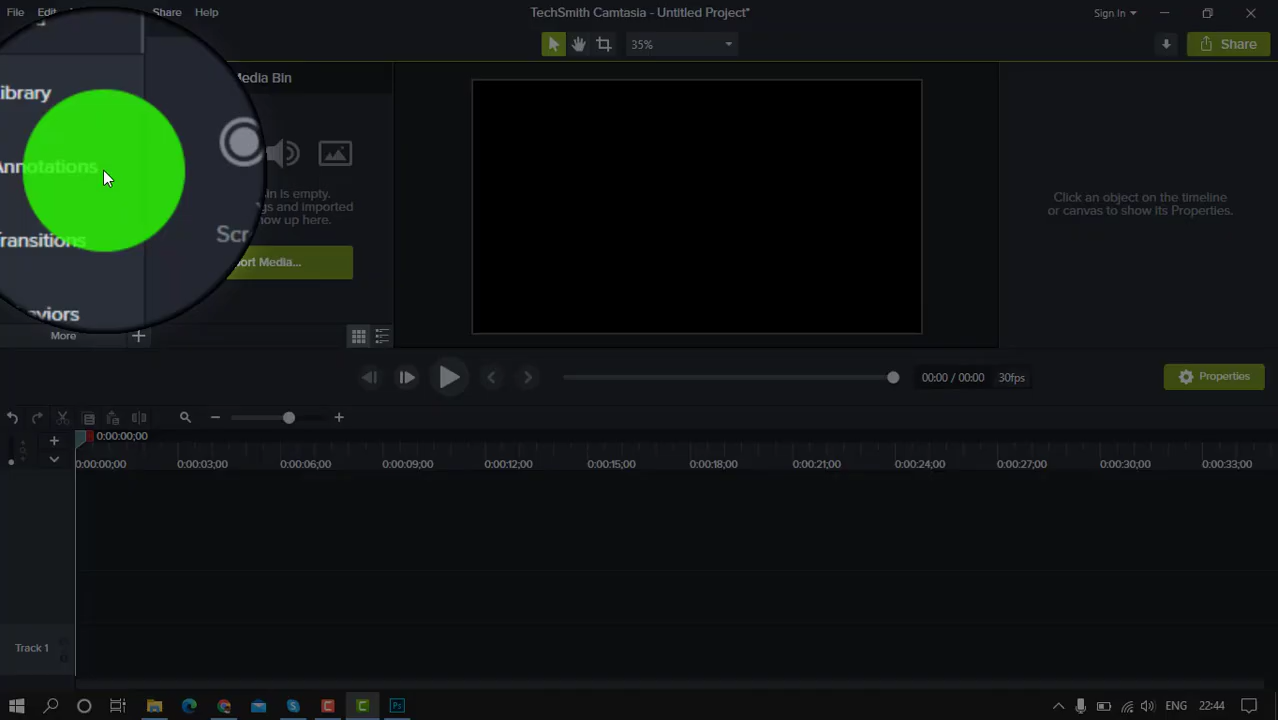 File Edit Share Help
TechSmith Camtasia - Untitled Project*
Sign In
35%
Share
Media Bin
ibrary
Annotations
Transitions
viors
Scr
in is empty.
gs and imported
how up here.
ort Media...
More
Click an object on the timeline
or canvas to show its Properties.
00:00 / 00:00 30fps
Properties
0:00:00;00
0:00:00;00 0:00:03;00 0:00:06;00 0:00:09;00 0:00:12;00 0:00:15;00 0:00:18;00 0:00:21;00 0:00:24;00 0:00:27;00 0:00:30;00 0:00:33;00
Track 1
Ps
ENG 22:44